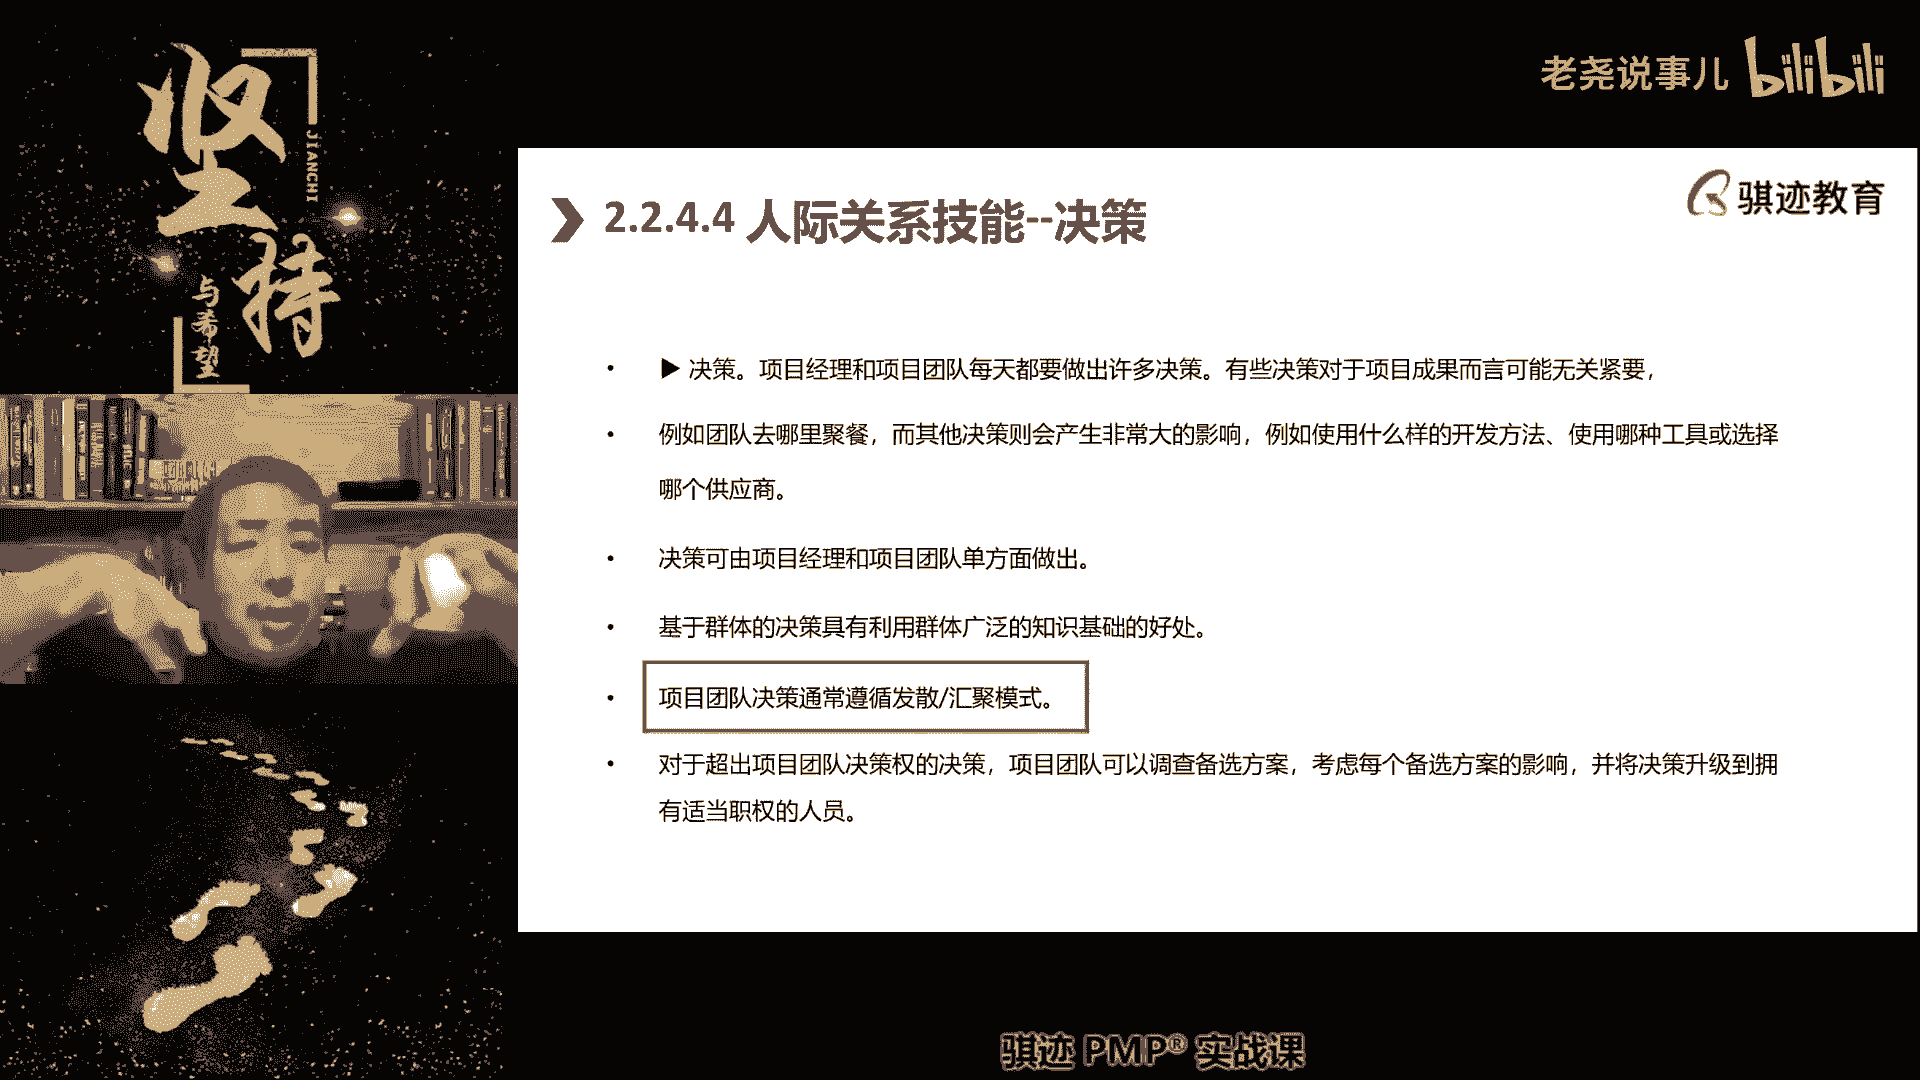 坚持
JIANCHI
与希望
老尧说事儿 bilibili
骐迹教育
2.2.4.4 人际关系技能--决策
• ▶ 决策。项目经理和项目团队每天都要做出许多决策。有些决策对于项目成果而言可能无关紧要，
• 例如团队去哪里聚餐，而其他决策则会产生非常大的影响，例如使用什么样的开发方法、使用哪种工具或选择
哪个供应商。
• 决策可由项目经理和项目团队单方面做出。
• 基于群体的决策具有利用群体广泛的知识基础的好处。
• 项目团队决策通常遵循发散/汇聚模式。
• 对于超出项目团队决策权的决策，项目团队可以调查备选方案，考虑每个备选方案的影响，并将决策升级到拥
有适当职权的人员。
骐迹 PMP® 实战课